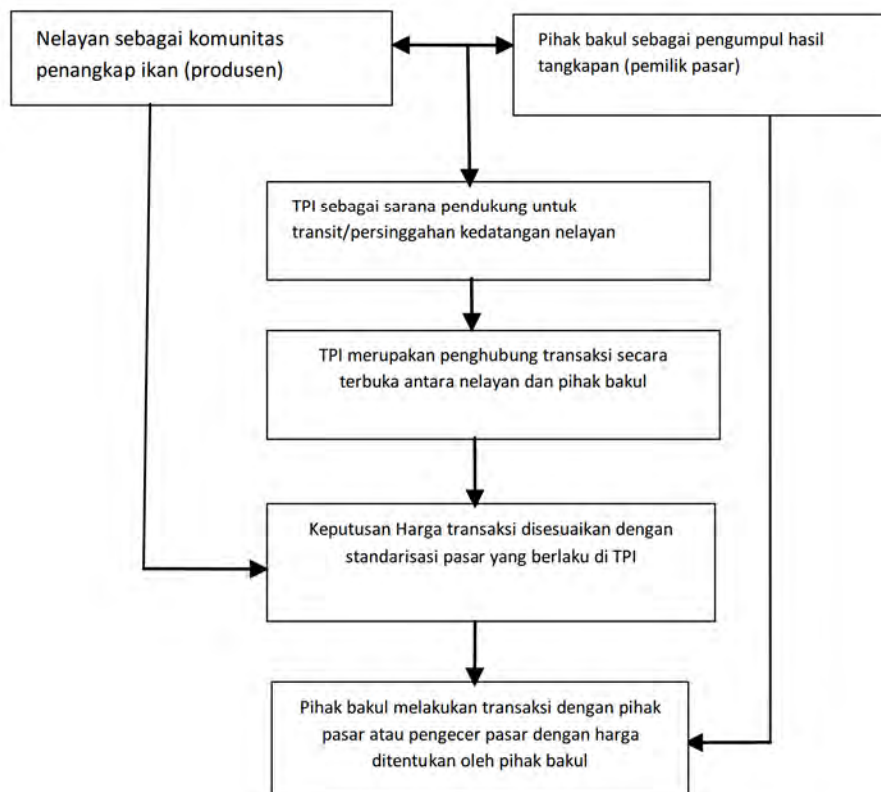 Nelayan sebagai komunitas
penangkap ikan (produsen)
Pihak bakul sebagai pengumpul hasil
tangkapan (pemilik pasar)
TPI sebagai sarana pendukung untuk
transit/persinggahan kedatangan nelayan
TPI merupakan penghubung transaksi secara
terbuka antara nelayan dan pihak bakul
Keputusan Harga transaksi disesuaikan dengan
standarisasi pasar yang berlaku di TPI
Pihak bakul melakukan transaksi dengan pihak
pasar atau pengecer pasar dengan harga
ditentukan oleh pihak bakul